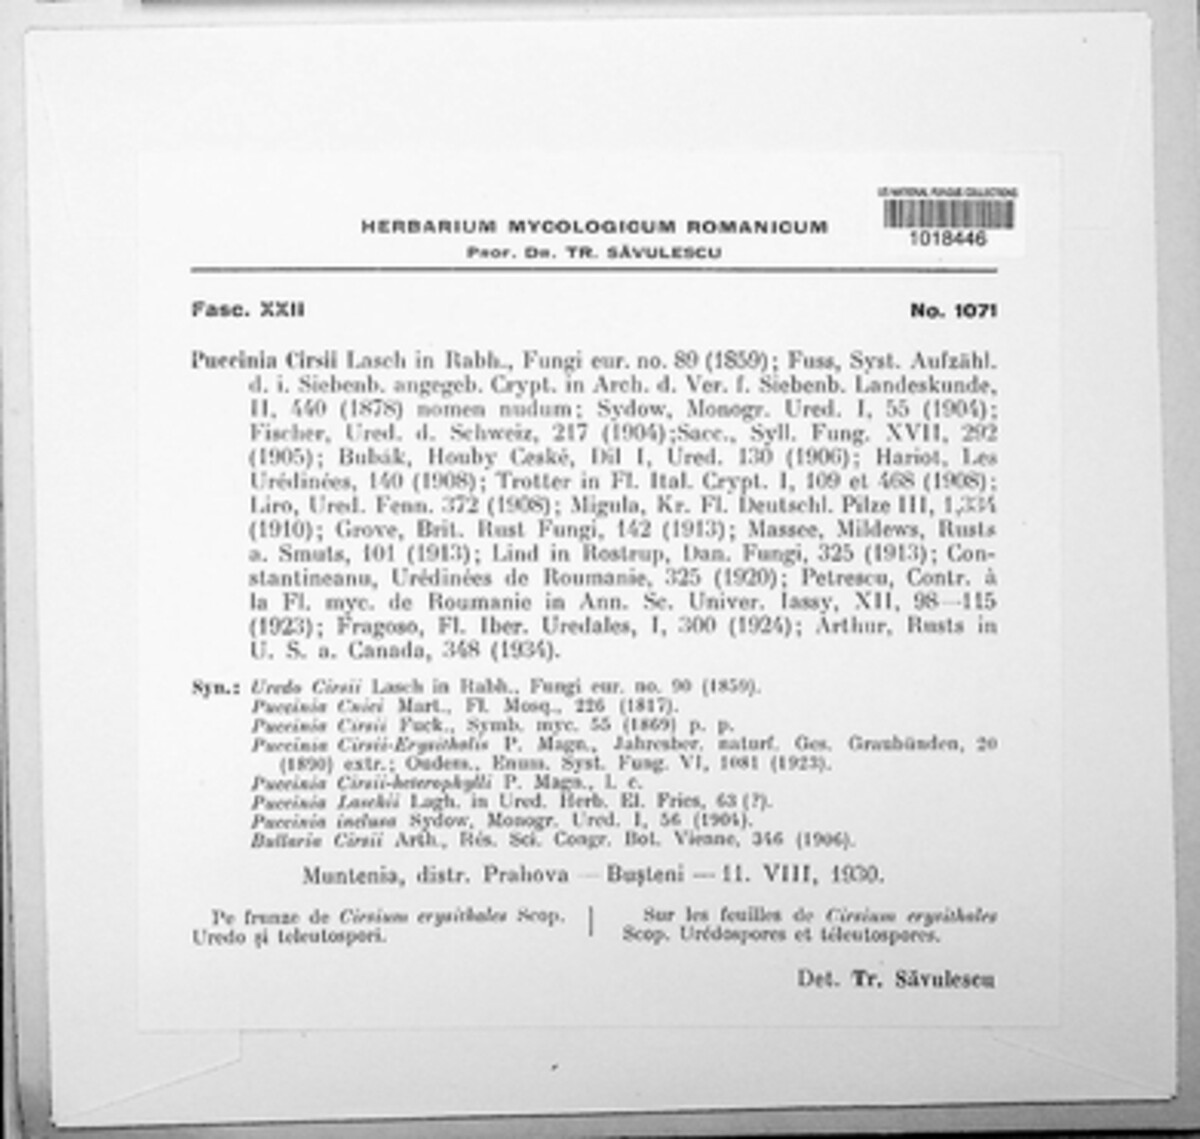 US NATIONAL FUNGUS COLLECTIONS
1018446
HERBARIUM MYCOLOGICUM ROMANICUM
Prof. Dr. TR. SĂVULESCU
Fasc. XXII
No. 1071
Puccinia Cirsii Lasch in Rabh., Fungi eur. no. 89 (1859); Fuss, Syst. Aufzähl.
d. i. Siebenb. angegeb. Crypt. in Arch. d. Ver. f. Siebenb. Landeskunde,
II, 440 (1878) nomen nudum; Sydow, Monogr. Ured. I, 55 (1904);
Fischer, Ured. d. Schweiz, 217 (1904);Sacc., Syll. Fung. XVII, 292
(1905); Bubák, Houby Ceské, Dil I, Ured. 130 (1906); Hariot, Les
Urédinées, 140 (1908); Trotter in Fl. Ital. Crypt. I, 109 et 468 (1908);
Liro, Ured. Fenn. 372 (1908); Migula, Kr. Fl. Deutschl. Pilze III, 1,334
(1910); Grove, Brit. Rust Fungi, 142 (1913); Massee, Mildews, Rusts
a. Smuts, 101 (1913); Lind in Rostrup, Dan. Fungi, 325 (1913); Con-
stantineanu, Urédinées de Roumanie, 325 (1920); Petrescu, Contr. à
la Fl. myc. de Roumanie in Ann. Sc. Univer. Iassy, XII, 98—115
(1923); Fragoso, Fl. Iber. Uredales, I, 300 (1924); Arthur, Rusts in
U. S. a. Canada, 348 (1934).
Syn.: Uredo Cirsii Lasch in Rabh., Fungi eur. no. 90 (1859).
Puccinia Cnici Mart., Fl. Mosq., 226 (1817).
Puccinia Cirsii Fuck., Symb. myc. 55 (1869) p. p.
Puccinia Cirsii-Erysithalis P. Magn., Jahresber. naturf. Ges. Graubünden, 20
(1890) extr.; Oudem., Enum. Syst. Fung. VI, 1081 (1923).
Puccinia Cirsii-heterophylli P. Magn., l. c.
Puccinia Laschii Lagh. in Ured. Herb. El. Fries, 63 (?).
Puccinia inclusa Sydow, Monogr. Ured. I, 56 (1904).
Bullaria Cirsii Arth., Rés. Sci. Congr. Bot. Vienne, 346 (1906).
Muntenia, distr. Prahova — Bușteni — 11. VIII, 1930.
Pe frunze de Cirsium erysithales Scop.
Uredo și teleutospori.
Sur les feuilles de Cirsium erysithales
Scop. Urédospores et téleutospores.
Det. Tr. Săvulescu